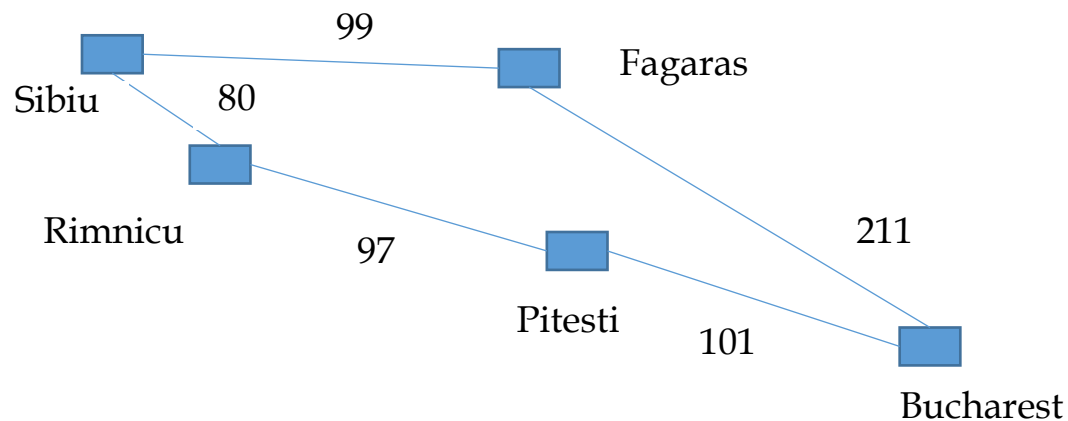 99
Fagaras
Sibiu
80
Rimnicu
97
211
Pitesti
101
Bucharest